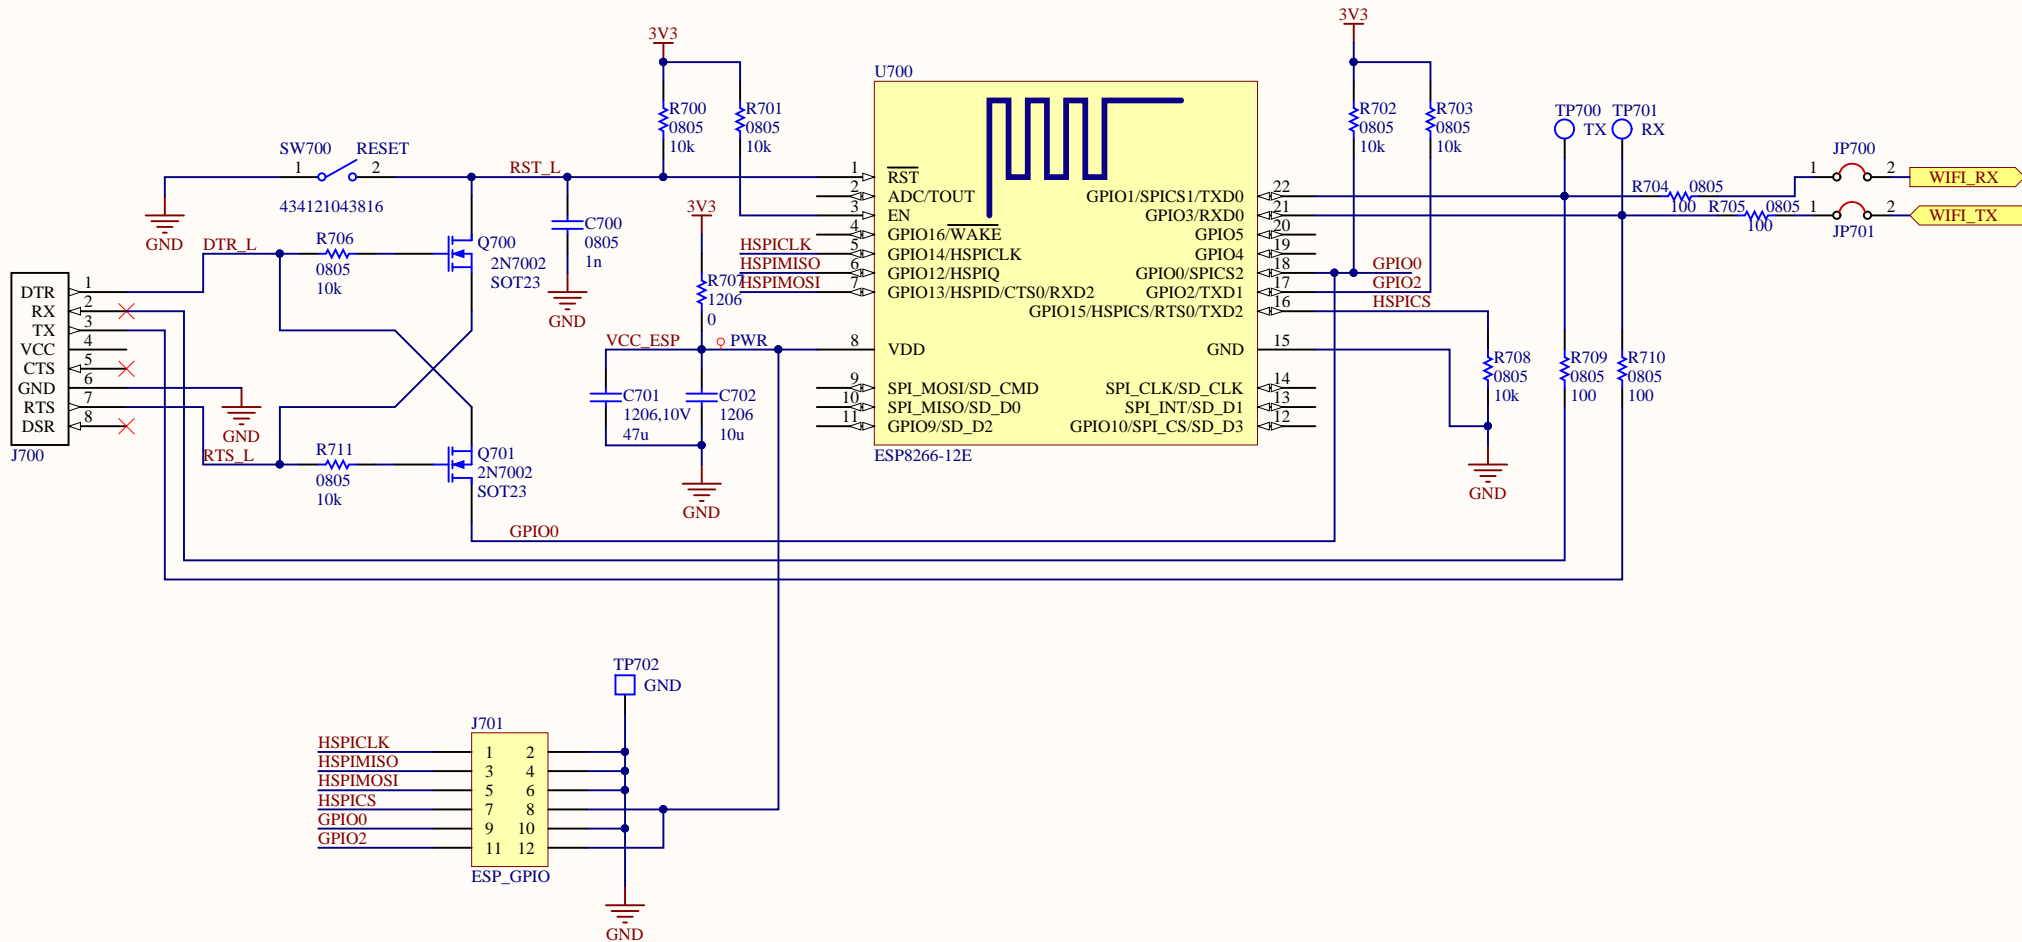 3V3
R700
0805
10k
R701
0805
10k
SW700 RESET
1 2
434121043816
GND
RST_L
C700
0805
1n
GND
DTR_L
R706
0805
10k
Q700
2N7002
SOT23
J700
DTR 1
RX 2
TX 3
VCC 4
CTS 5
GND 6
RTS 7
DSR 8
GND
RTS_L
R711
0805
10k
Q701
2N7002
SOT23
GPIO0
3V3
R707
1206
0
VCC_ESP PWR
C701
1206,10V
47u
C702
1206
10u
GND
HSPICLK
HSPIMISO
HSPIMOSI
U700
1 RST
2 ADC/TOUT
3 EN
4 GPIO16/WAKE
5 GPIO14/HSPICLK
6 GPIO12/HSPIQ
7 GPIO13/HSPID/CTS0/RXD2
8 VDD
9 SPI_MOSI/SD_CMD
10 SPI_MISO/SD_D0
11 GPIO9/SD_D2
GPIO1/SPICS1/TXD0 22
GPIO3/RXD0 21
GPIO5 20
GPIO4 19
GPIO0/SPICS2 18
GPIO2/TXD1 17
GPIO15/HSPICS/RTS0/TXD2 16
GND 15
SPI_CLK/SD_CLK 14
SPI_INT/SD_D1 13
GPIO10/SPI_CS/SD_D3 12
ESP8266-12E
3V3
R702
0805
10k
R703
0805
10k
GPIO0
GPIO2
HSPICS
TP700 TX
TP701 RX
R704 0805
100
R705 0805
100
JP700
1 2
WIFI_RX
1 2
JP701
WIFI_TX
R708
0805
10k
R709
0805
100
R710
0805
100
GND
TP702
GND
J701
HSPICLK 1 2
HSPIMISO 3 4
HSPIMOSI 5 6
HSPICS 7 8
GPIO0 9 10
GPIO2 11 12
ESP_GPIO
GND